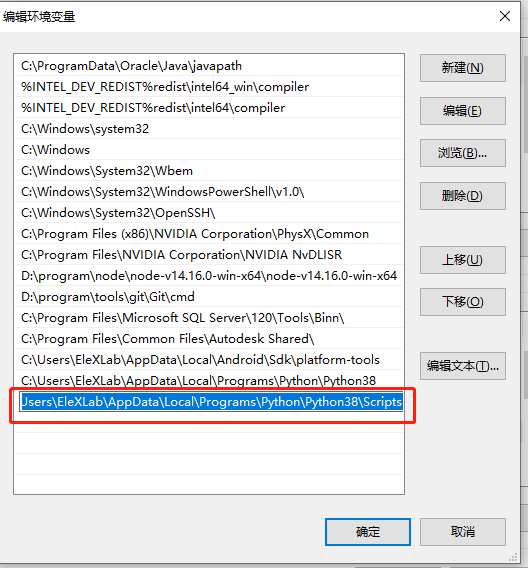 编辑环境变量
C:\ProgramData\Oracle\Java\javapath
%INTEL_DEV_REDIST%redist\intel64_win\compiler
%INTEL_DEV_REDIST%redist\intel64\compiler
C:\Windows\system32
C:\Windows
C:\Windows\System32\Wbem
C:\Windows\System32\WindowsPowerShell\v1.0\
C:\Windows\System32\OpenSSH\
C:\Program Files (x86)\NVIDIA Corporation\PhysX\Common
C:\Program Files\NVIDIA Corporation\NVIDIA NvDLISR
D:\program\node\node-v14.16.0-win-x64\node-v14.16.0-win-x64
D:\program\tools\git\Git\cmd
C:\Program Files\Microsoft SQL Server\120\Tools\Binn\
C:\Program Files\Common Files\Autodesk Shared\
C:\Users\EleXLab\AppData\Local\Android\Sdk\platform-tools
C:\Users\EleXLab\AppData\Local\Programs\Python\Python38
Users\EleXLab\AppData\Local\Programs\Python\Python38\Scripts
新建(N)
编辑(E)
浏览(B)...
删除(D)
上移(U)
下移(O)
编辑文本(T)...
确定
取消